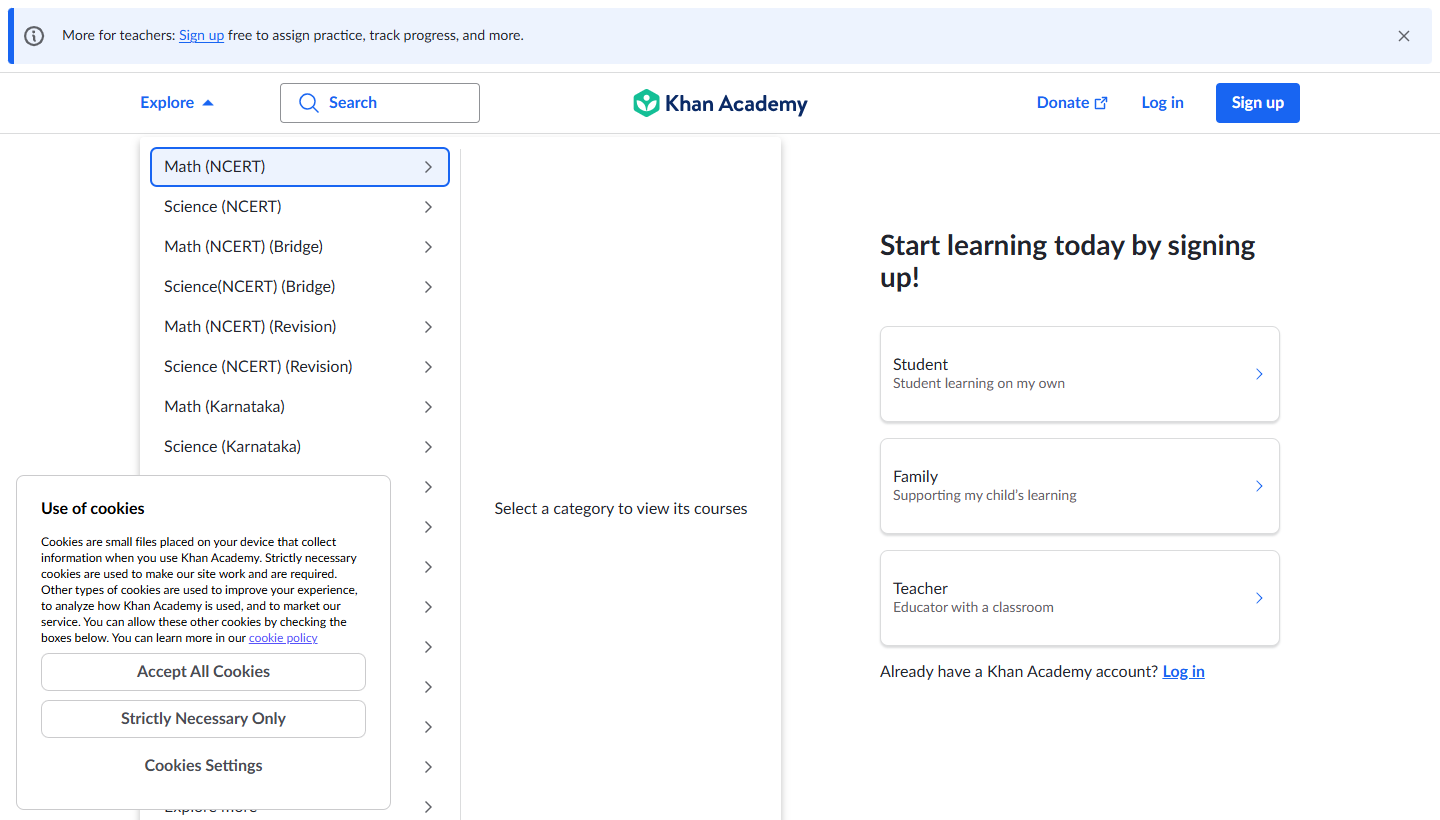 More for teachers: Sign up free to assign practice, track progress, and more.
Explore
Search
Khan Academy
Donate
Log in
Sign up
Math (NCERT)
Science (NCERT)
Math (NCERT) (Bridge)
Science(NCERT) (Bridge)
Math (NCERT) (Revision)
Science (NCERT) (Revision)
Math (Karnataka)
Science (Karnataka)
Explore more
Select a category to view its courses
Use of cookies
Cookies are small files placed on your device that collect
information when you use Khan Academy. Strictly necessary
cookies are used to make our site work and are required.
Other types of cookies are used to improve your experience,
to analyze how Khan Academy is used, and to market our
service. You can allow these other cookies by checking the
boxes below. You can learn more in our cookie policy
Accept All Cookies
Strictly Necessary Only
Cookies Settings
Start learning today by signing
up!
Student
Student learning on my own
Family
Supporting my child’s learning
Teacher
Educator with a classroom
Already have a Khan Academy account? Log in